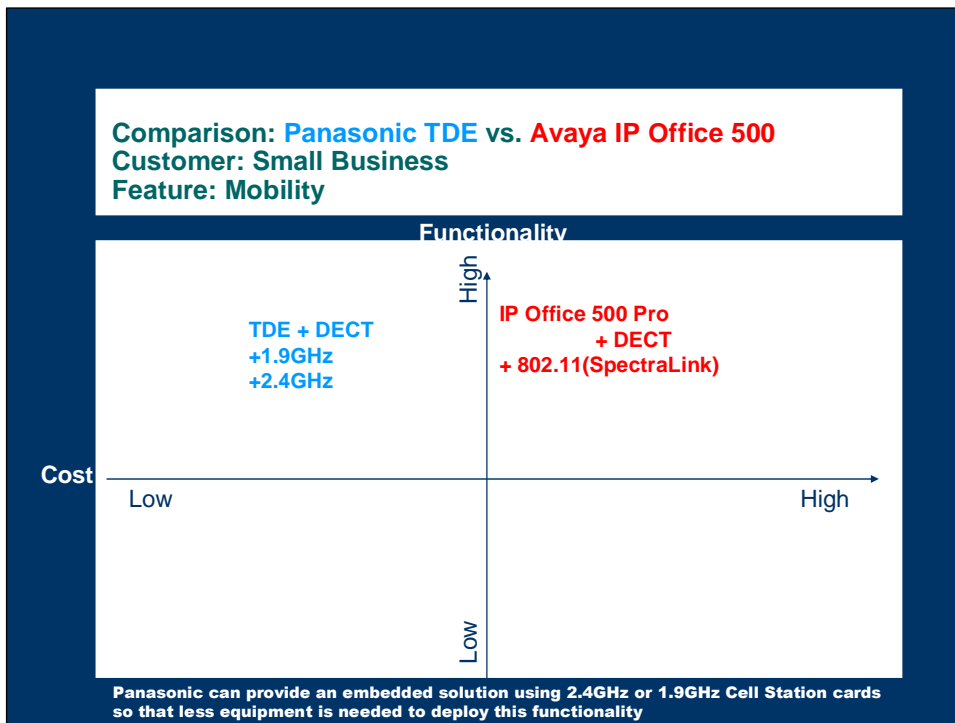 Comparison: Panasonic TDE vs. Avaya IP Office 500
Customer: Small Business
Feature: Mobility
Functionality
High
IP Office 500 Pro
+ DECT
+ 802.11(SpectraLink)
TDE + DECT
+1.9GHz
+2.4GHz
Cost
Low
High
Low
Panasonic can provide an embedded solution using 2.4GHz or 1.9GHz Cell Station cards
so that less equipment is needed to deploy this functionality